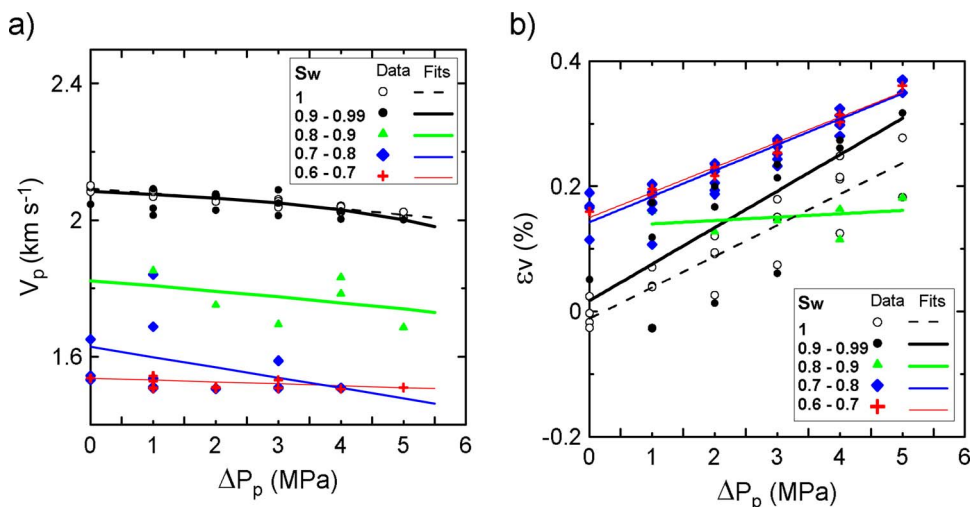 a)
2.4
2.0
1.6
Vp (km s⁻¹)
Sw Data Fits
1
0.9 - 0.99
0.8 - 0.9
0.7 - 0.8
0.6 - 0.7
0 1 2 3 4 5 6
ΔPp (MPa)
b)
0.4
0.2
0
-0.2
εv (%)
Sw Data Fits
1
0.9 - 0.99
0.8 - 0.9
0.7 - 0.8
0.6 - 0.7
0 1 2 3 4 5 6
ΔPp (MPa)